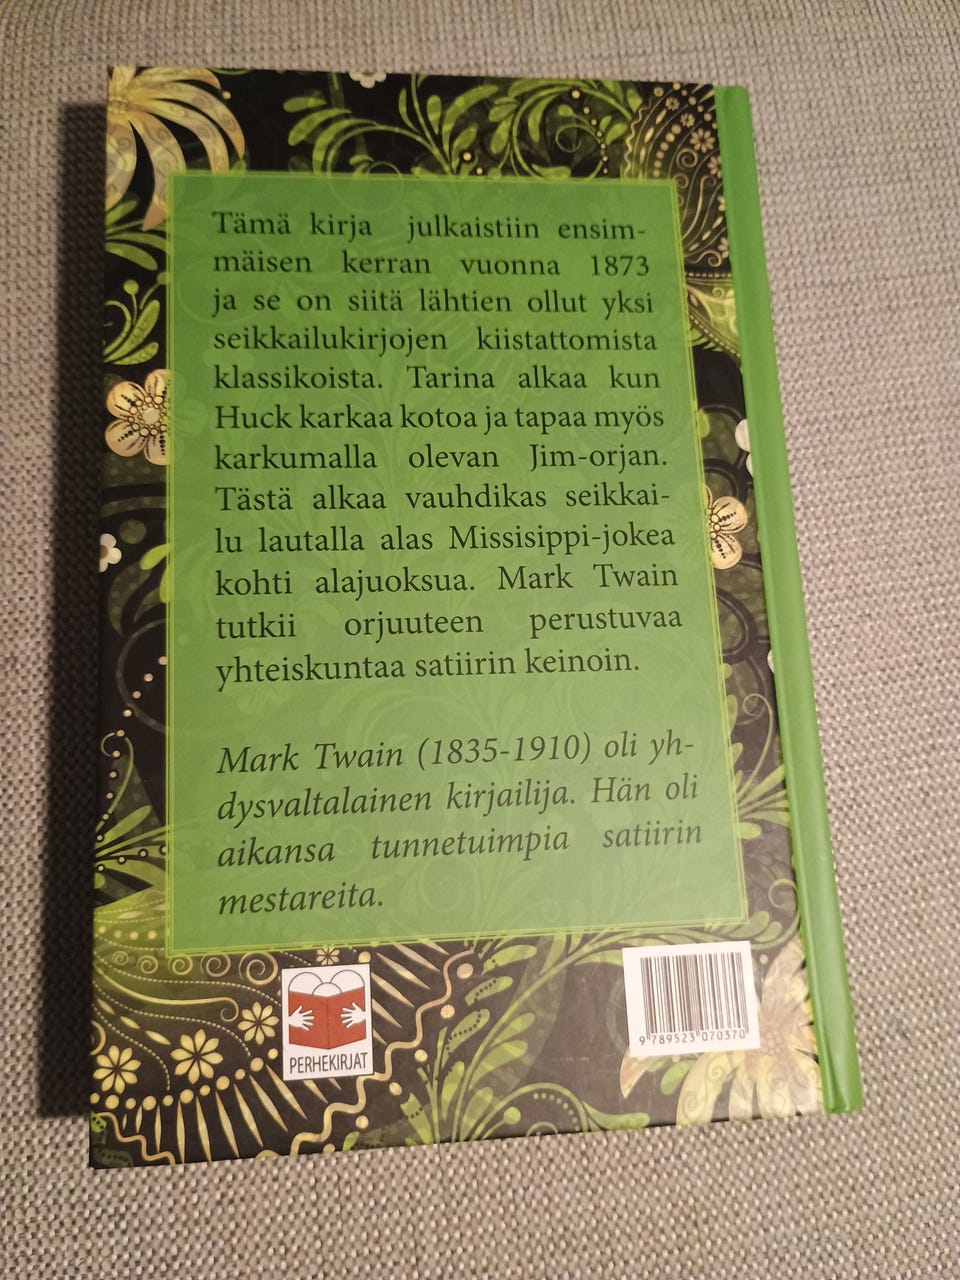 Tämä kirja julkaistiin ensim-
mäisen kerran vuonna 1873
ja se on siitä lähtien ollut yksi
seikkailukirjojen kiistattomista
klassikoista. Tarina alkaa kun
Huck karkaa kotoa ja tapaa myös
karkumalla olevan Jim-orjan.
Tästä alkaa vauhdikas seikkai-
lu lautalla alas Missisippi-jokea
kohti alajuoksua. Mark Twain
tutkii orjuuteen perustuvaa
yhteiskuntaa satiirin keinoin.
Mark Twain (1835-1910) oli yh-
dysvaltalainen kirjailija. Hän oli
aikansa tunnetuimpia satiirin
mestareita.
PERHEKIRJAT
9 789523 070370